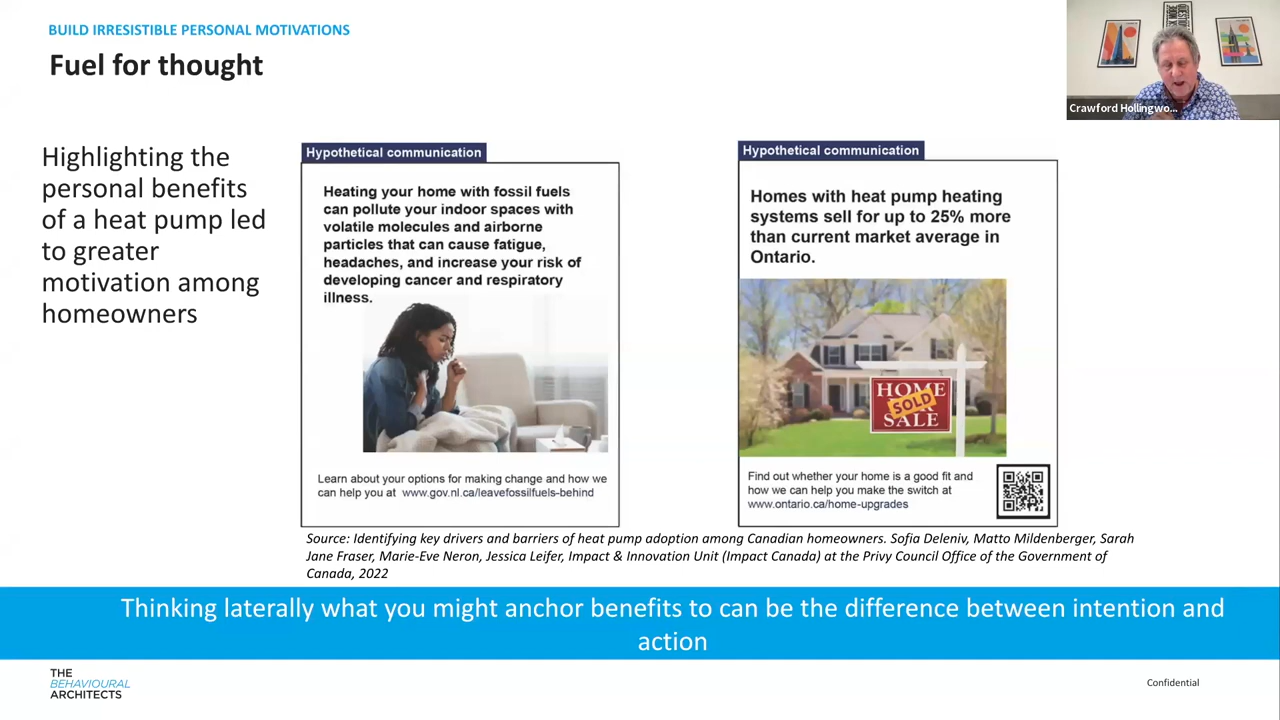 BUILD IRRESISTIBLE PERSONAL MOTIVATIONS
Fuel for thought
Crawford Hollingwo...
Highlighting the
personal benefits
of a heat pump led
to greater
motivation among
homeowners
Hypothetical communication
Heating your home with fossil fuels
can pollute your indoor spaces with
volatile molecules and airborne
particles that can cause fatigue,
headaches, and increase your risk of
developing cancer and respiratory
illness.
Learn about your options for making change and how we
can help you at www.gov.nl.ca/leavefossilfuels-behind
Hypothetical communication
Homes with heat pump heating
systems sell for up to 25% more
than current market average in
Ontario.
HOME
SOLD
SALE
Find out whether your home is a good fit and
how we can help you make the switch at
www.ontario.ca/home-upgrades
Source: Identifying key drivers and barriers of heat pump adoption among Canadian homeowners. Sofia Deleniv, Matto Mildenberger, Sarah
Jane Fraser, Marie-Eve Neron, Jessica Leifer, Impact & Innovation Unit (Impact Canada) at the Privy Council Office of the Government of
Canada, 2022
Thinking laterally what you might anchor benefits to can be the difference between intention and
action
THE
BEHAVIOURAL
ARCHITECTS
Confidential